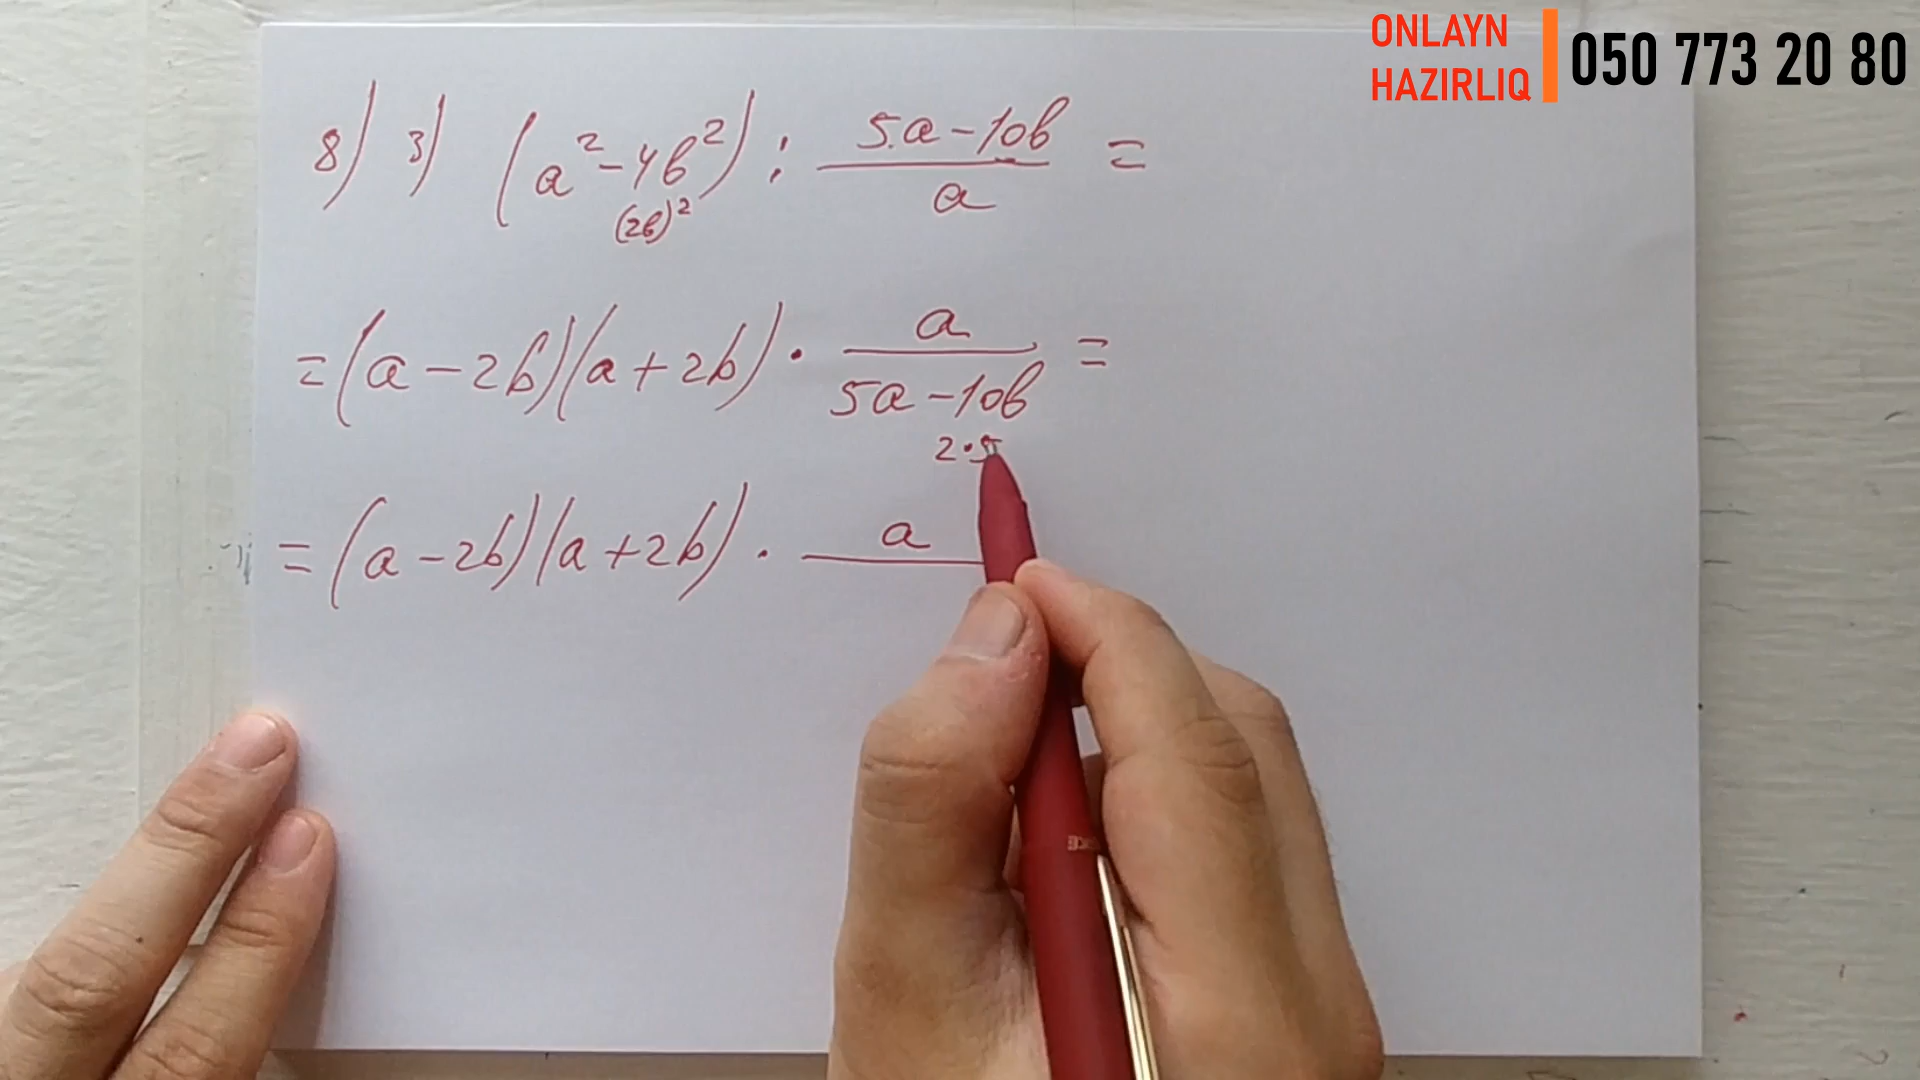 ONLAYN
HAZIRLIQ
050 773 20 80
8) 3) (a² - 4b²) : (5a - 10b)/a =
(2b)²
= (a - 2b)(a + 2b) · a/(5a - 10b) =
2 · 5
= (a - 2b)(a + 2b) · a/